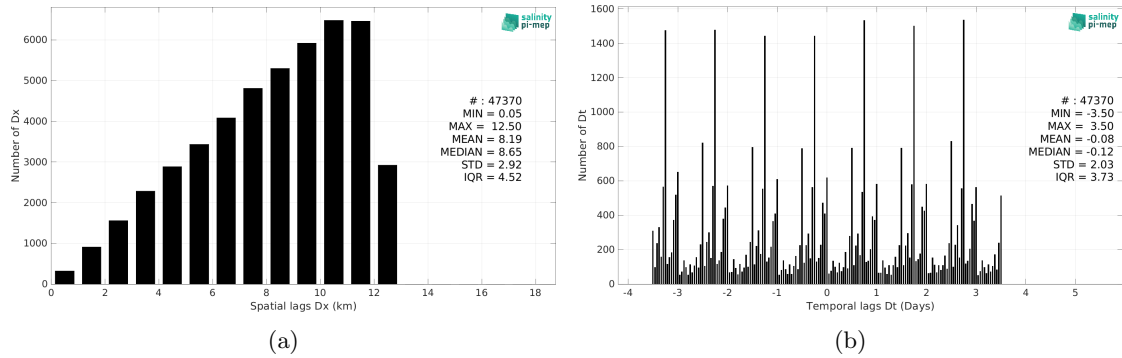 salinity
pi-mep
6000
5000
4000
3000
2000
1000
0
Number of Dx
# : 47370
MIN = 0.05
MAX = 12.50
MEAN = 8.19
MEDIAN = 8.65
STD = 2.92
IQR = 4.52
0 2 4 6 8 10 12 14 16 18
Spatial lags Dx (km)
(a)
salinity
pi-mep
1600
1400
1200
1000
800
600
400
200
0
Number of Dt
# : 47370
MIN = -3.50
MAX = 3.50
MEAN = -0.08
MEDIAN = -0.12
STD = 2.03
IQR = 3.73
-4 -3 -2 -1 0 1 2 3 4 5
Temporal lags Dt (Days)
(b)